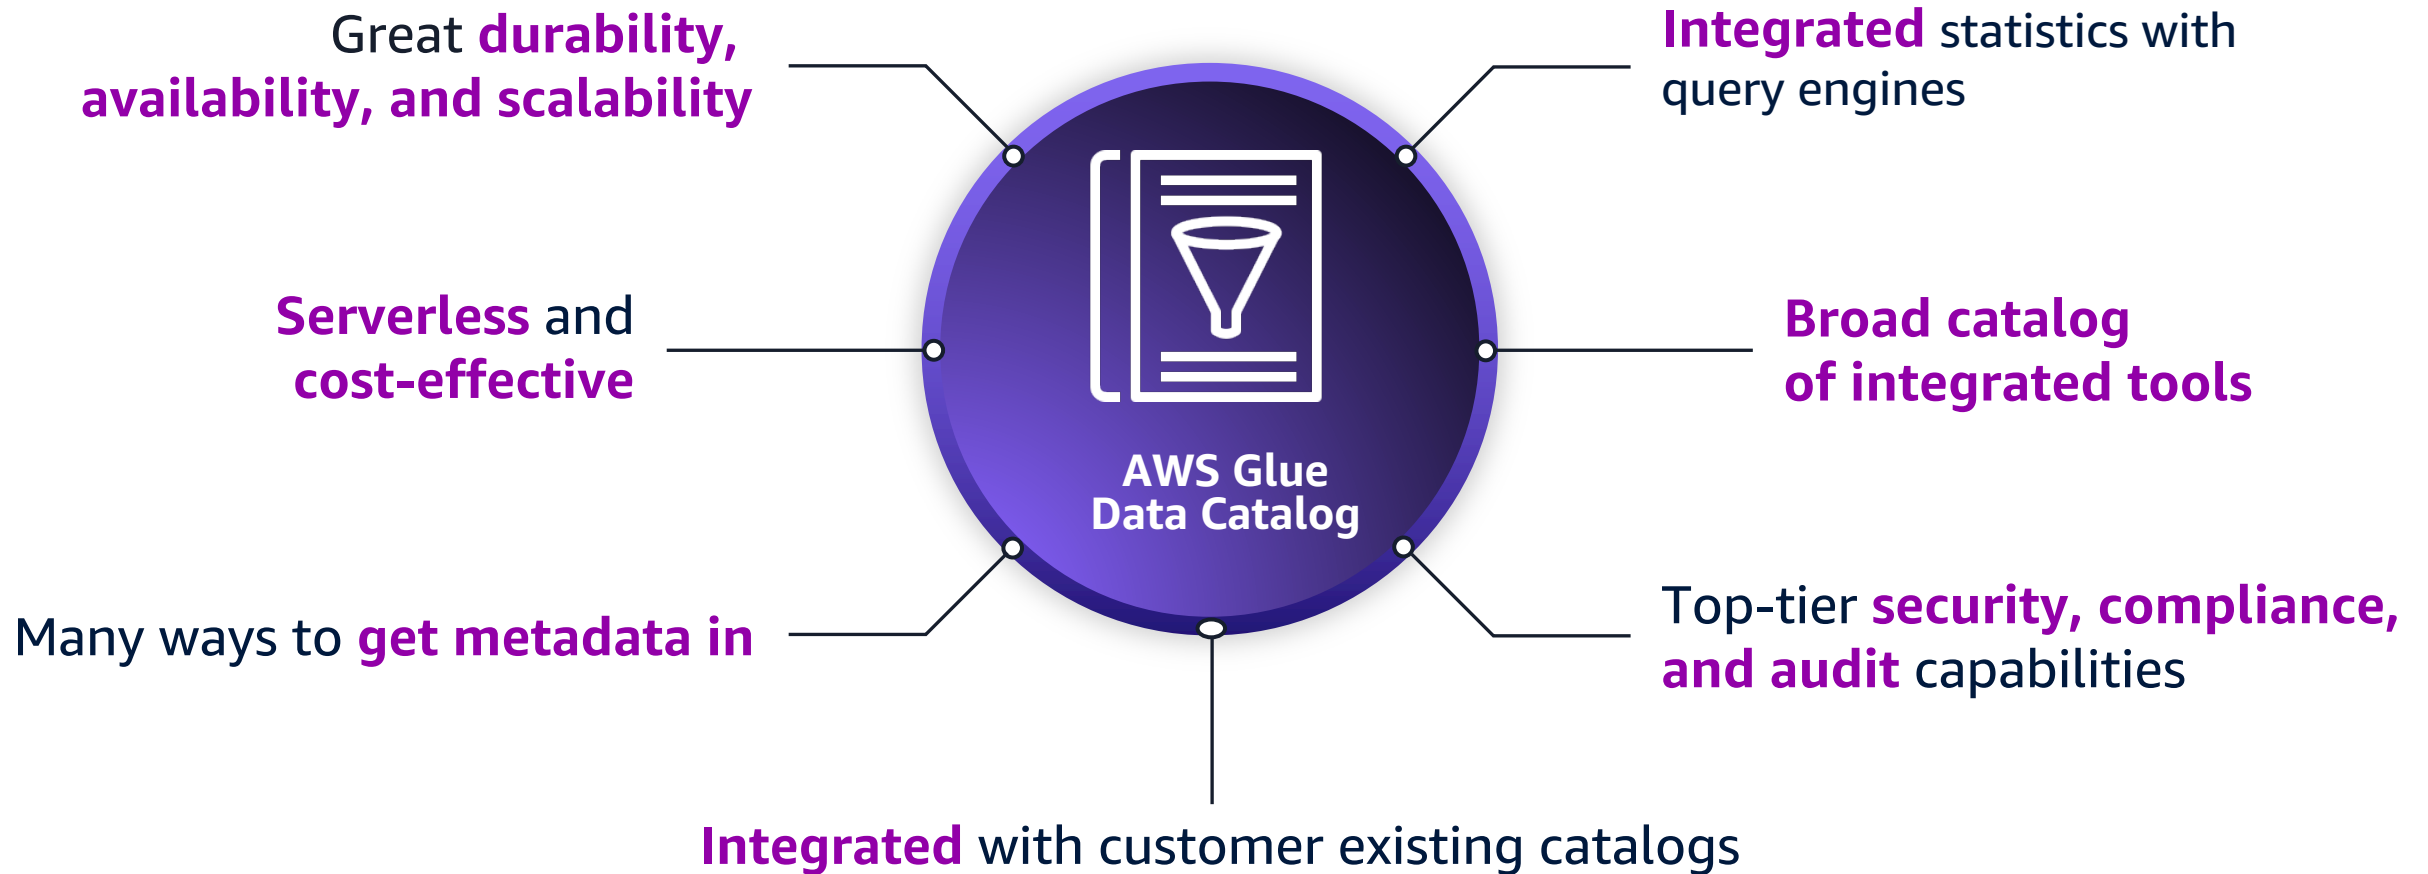 Great durability,
availability, and scalability
Serverless and
cost-effective
Many ways to get metadata in
AWS Glue
Data Catalog
Integrated statistics with
query engines
Broad catalog
of integrated tools
Top-tier security, compliance,
and audit capabilities
Integrated with customer existing catalogs